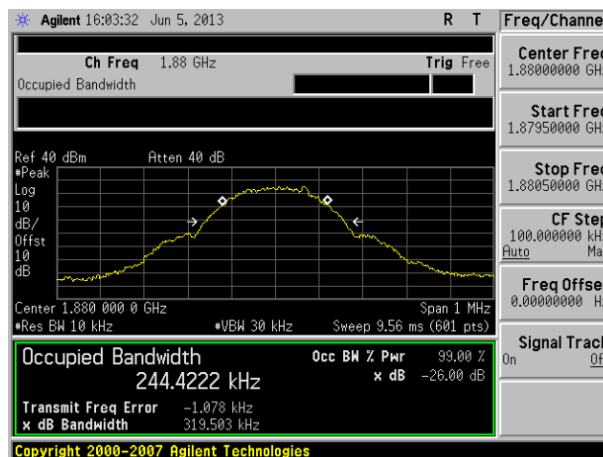 Agilent 16:03:32 Jun 5, 2013 R T
Freq/Channe
Ch Freq 1.88 GHz Trig Free
Occupied Bandwidth
Center Fre
1.88000000 GH
Start Fre
1.87950000 GH
Stop Fre
1.88050000 GH
CF Ste
100.000000 kH
Auto Ma
Freq Offse
0.00000000 H
Signal Trac
On Of
Ref 40 dBm Atten 40 dB
#Peak
Log
10
dB/
Offst
10
dB
Center 1.880 000 0 GHz Span 1 MHz
#Res BW 10 kHz #VBW 30 kHz Sweep 9.56 ms (601 pts)
Occupied Bandwidth Occ BW % Pwr 99.00 %
244.4222 kHz x dB -26.00 dB
Transmit Freq Error -1.078 kHz
x dB Bandwidth 319.503 kHz
Copyright 2000-2007 Agilent Technologies